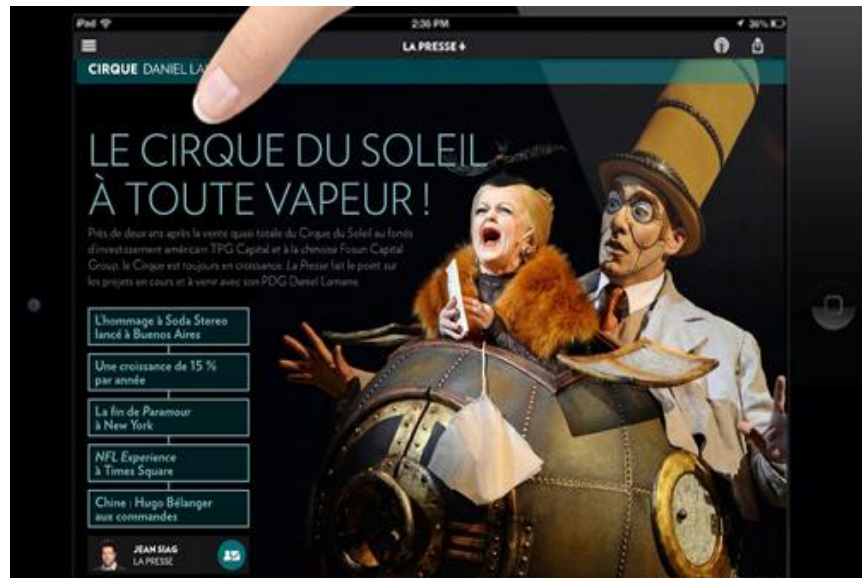 iPad
2:36 PM
36%
LA PRESSE+
CIRQUE DANIEL
LE CIRQUE DU SOLEIL
À TOUTE VAPEUR !
Près de deux ans après la vente quasi totale du Cirque du Soleil au fonds
d'investissement américain TPG Capital et à la chinoise Fosun Capital
Group, le Cirque est toujours en croissance. La Presse fait le point sur
les projets en cours et à venir avec son PDG Daniel Lamarre.
L'hommage à Soda Stereo
lancé à Buenos Aires
Une croissance de 15 %
par année
La fin de Paramour
à New York
NFL Experience
à Times Square
Chine : Hugo Bélanger
aux commandes
JEAN SIAG
LA PRESSE